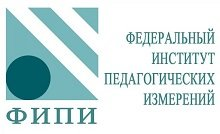 ФИПИ
ФЕДЕРАЛЬНЫЙ
ИНСТИТУТ
ПЕДАГОГИЧЕСКИХ
ИЗМЕРЕНИЙ